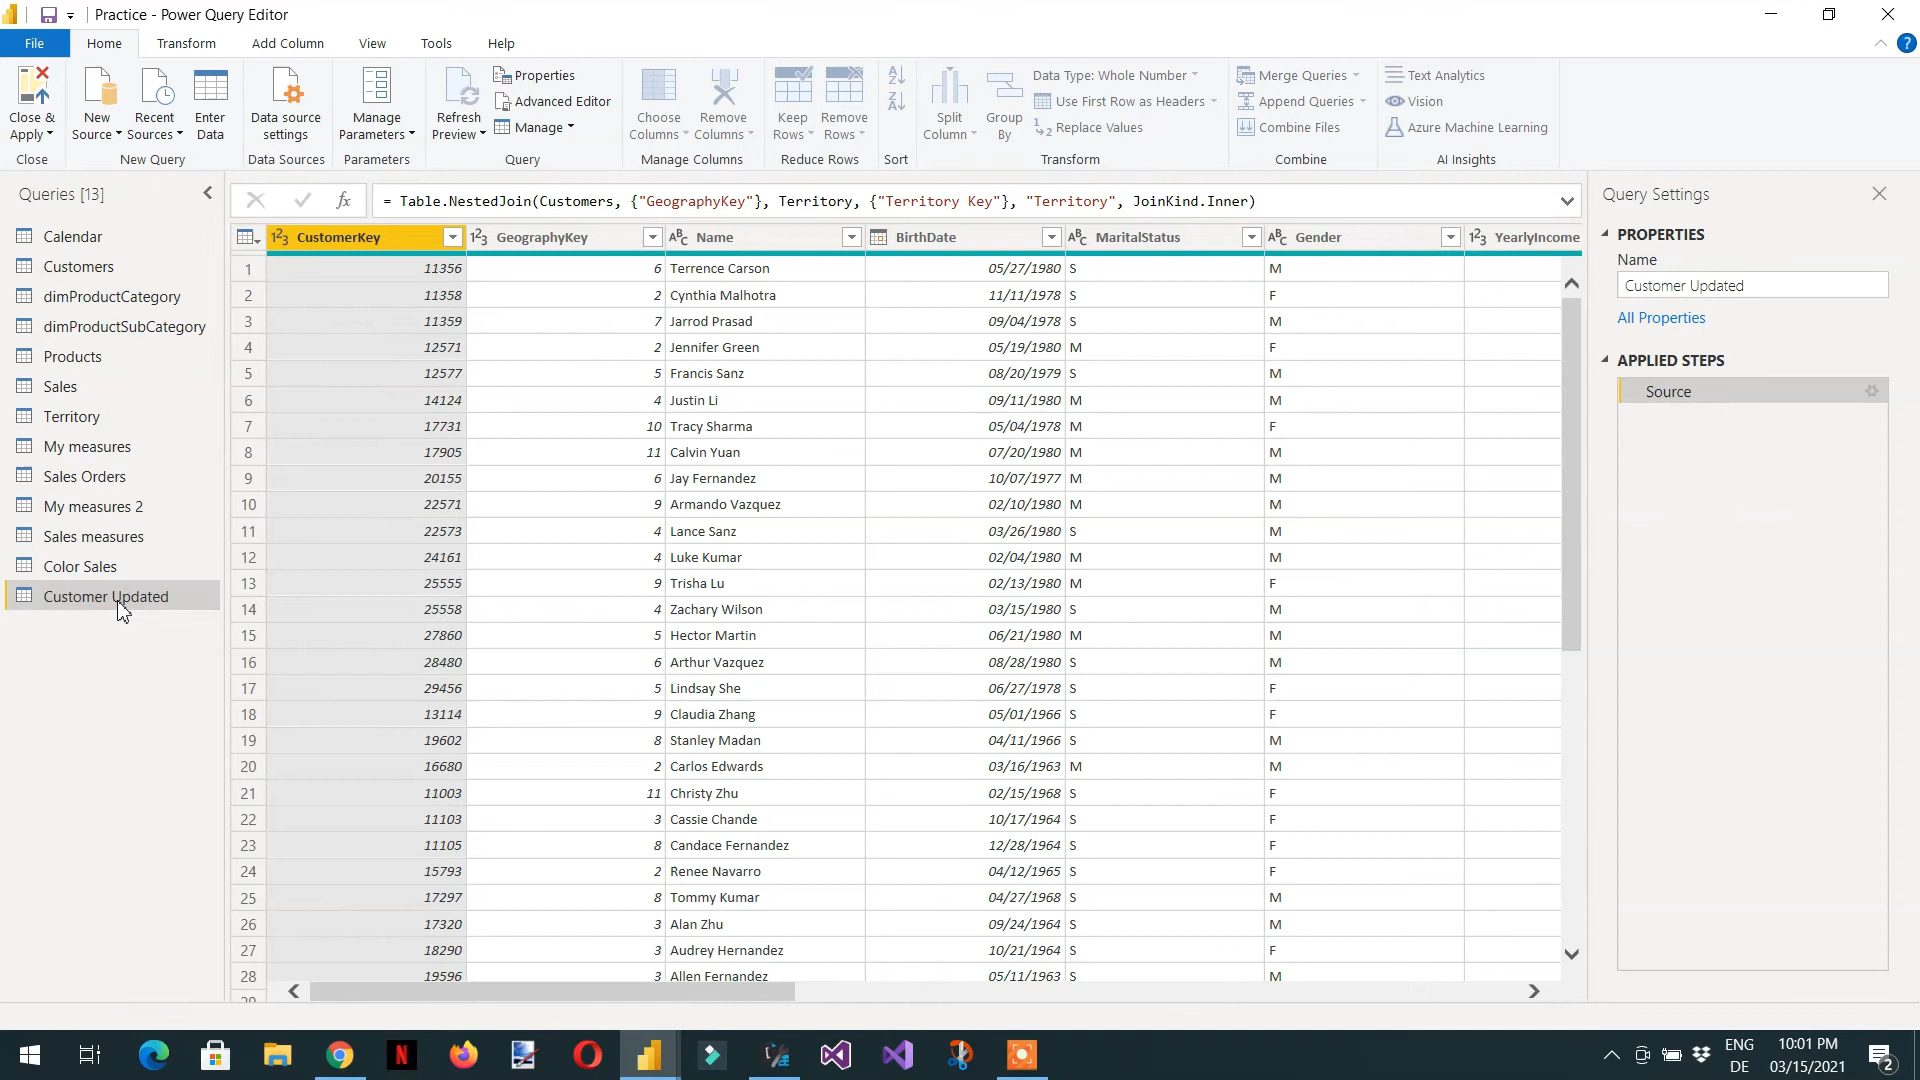 Practice - Power Query Editor
File Home Transform Add Column View Tools Help
Close & Apply
Close
New Source
Recent Sources
Enter Data
New Query
Data source settings
Data Sources
Manage Parameters
Parameters
Refresh Preview
Properties
Advanced Editor
Manage
Query
Choose Columns
Remove Columns
Manage Columns
Keep Rows
Remove Rows
Reduce Rows
Sort
Split Column
Group By
Data Type: Whole Number
Use First Row as Headers
Replace Values
Transform
Merge Queries
Append Queries
Combine Files
Combine
Text Analytics
Vision
Azure Machine Learning
AI Insights
Queries [13]
Calendar
Customers
dimProductCategory
dimProductSubCategory
Products
Sales
Territory
My measures
Sales Orders
My measures 2
Sales measures
Color Sales
Customer Updated
fx = Table.NestedJoin(Customers, {"GeographyKey"}, Territory, {"Territory Key"}, "Territory", JoinKind.Inner)
123 CustomerKey 123 GeographyKey ABC Name BirthDate ABC MaritalStatus ABC Gender 123 YearlyIncome
1 11356 6 Terrence Carson 05/27/1980 S M
2 11358 2 Cynthia Malhotra 11/11/1978 S F
3 11359 7 Jarrod Prasad 09/04/1978 S M
4 12571 2 Jennifer Green 05/19/1980 M F
5 12577 5 Francis Sanz 08/20/1979 S M
6 14124 4 Justin Li 09/11/1980 M M
7 17731 10 Tracy Sharma 05/04/1978 M F
8 17905 11 Calvin Yuan 07/20/1980 M M
9 20155 6 Jay Fernandez 10/07/1977 M M
10 22571 9 Armando Vazquez 02/10/1980 M M
11 22573 4 Lance Sanz 03/26/1980 S M
12 24161 4 Luke Kumar 02/04/1980 M M
13 25555 9 Trisha Lu 02/13/1980 M F
14 25558 4 Zachary Wilson 03/15/1980 S M
15 27860 5 Hector Martin 06/21/1980 M M
16 28480 6 Arthur Vazquez 08/28/1980 S M
17 29456 5 Lindsay She 06/27/1978 S F
18 13114 9 Claudia Zhang 05/01/1966 S F
19 19602 8 Stanley Madan 04/11/1966 S M
20 16680 2 Carlos Edwards 03/16/1963 M M
21 11003 11 Christy Zhu 02/15/1968 S F
22 11103 3 Cassie Chande 10/17/1964 S F
23 11105 8 Candace Fernandez 12/28/1964 S F
24 15793 2 Renee Navarro 04/12/1965 S F
25 17297 8 Tommy Kumar 04/27/1968 S M
26 17320 3 Alan Zhu 09/24/1964 S M
27 18290 3 Audrey Hernandez 10/21/1964 S F
28 19596 3 Allen Fernandez 05/11/1963 S M
Query Settings
PROPERTIES
Name
Customer Updated
All Properties
APPLIED STEPS
Source
ENG
DE
10:01 PM
03/15/2021
2